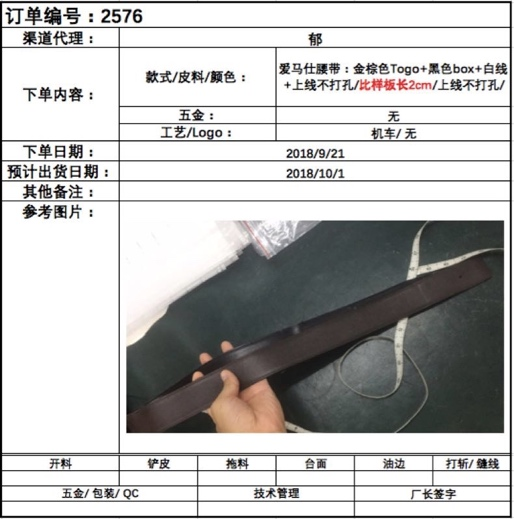 订单编号：2576
渠道代理：
郁
下单内容：
款式/皮料/颜色：
爱马仕腰带：金棕色Togo+黑色box+白线
+上线不打孔/比样板长2cm/上线不打孔/
五金：
无
工艺/Logo：
机车/ 无
下单日期：
2018/9/21
预计出货日期：
2018/10/1
其他备注：
参考图片：
开料
铲皮
拖料
台面
油边
打斩/ 缝线
五金/ 包装/ QC
技术管理
厂长签字